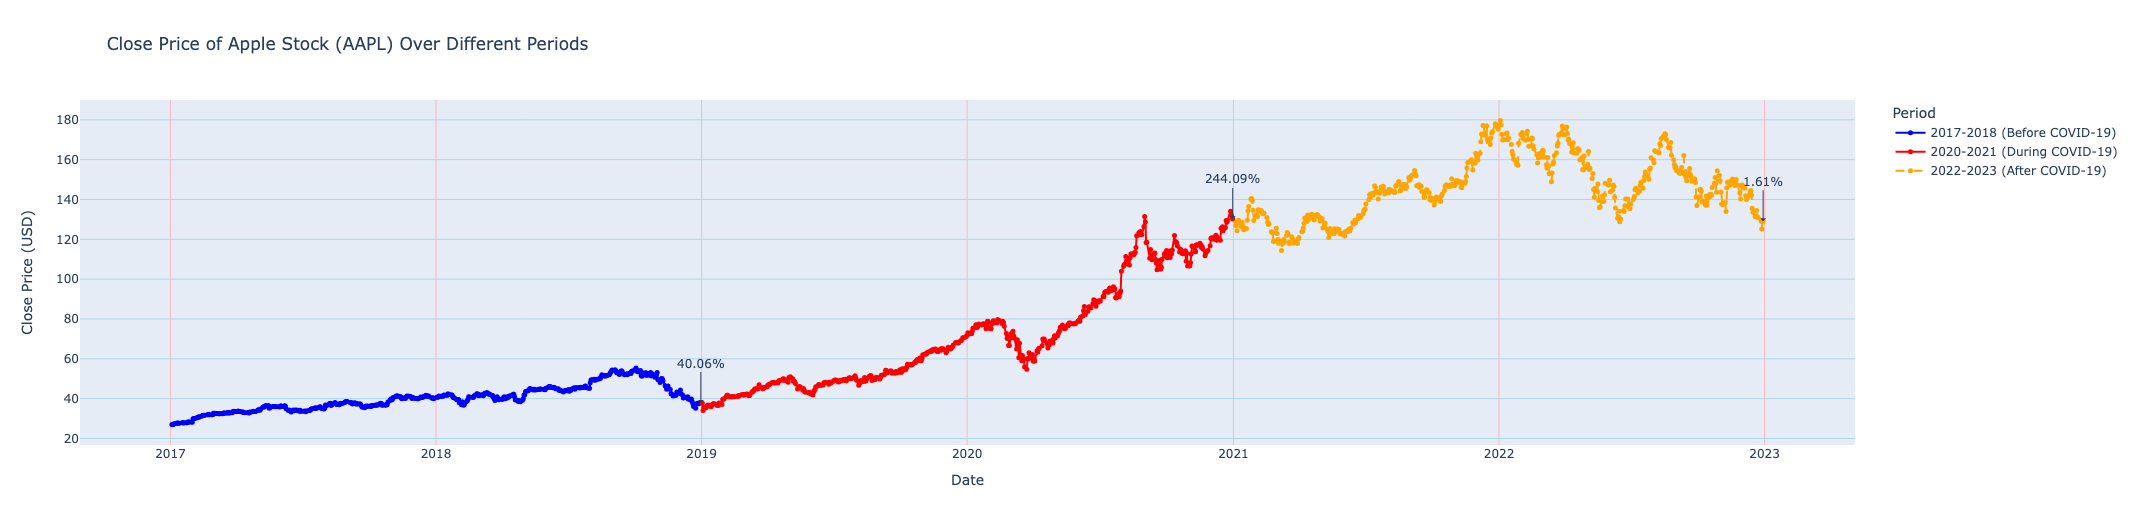 Close Price of Apple Stock (AAPL) Over Different Periods
Period
2017-2018 (Before COVID-19)
2020-2021 (During COVID-19)
2022-2023 (After COVID-19)
180
160
140
120
100
80
60
40
20
Close Price (USD)
40.06%
244.09%
1.61%
2017
2018
2019
2020
2021
2022
2023
Date